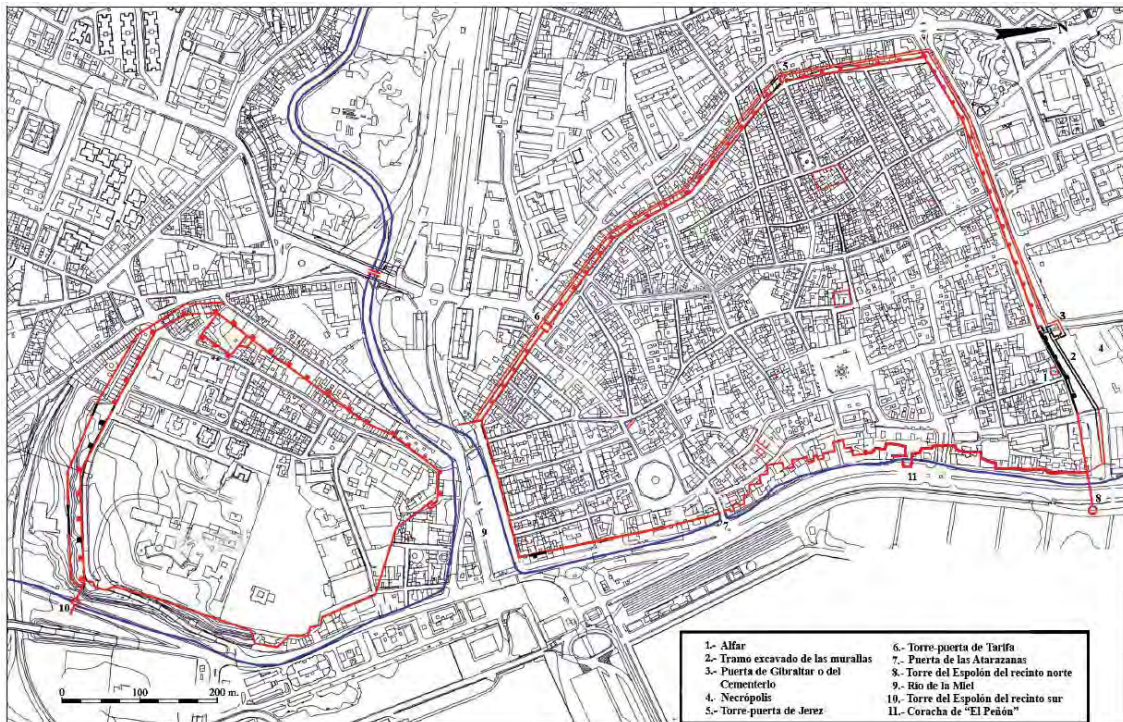 N
5
6
3
2
4
1
11
7
8
9
10
0 100 200 m.
1.- Alfar
2.- Tramo excavado de las murallas
3.- Puerta de Gibraltar o del
Cementerio
4. Necrópolis
5.- Torre-puerta de Jerez
6.- Torre-puerta de Tarifa
7.- Puerta de las Atarazanas
8.- Torre del Espolón del recinto norte
9.- Río de la Miel
10.- Torre del Espolón del recinto sur
11.- Coracha de "El Peñón"